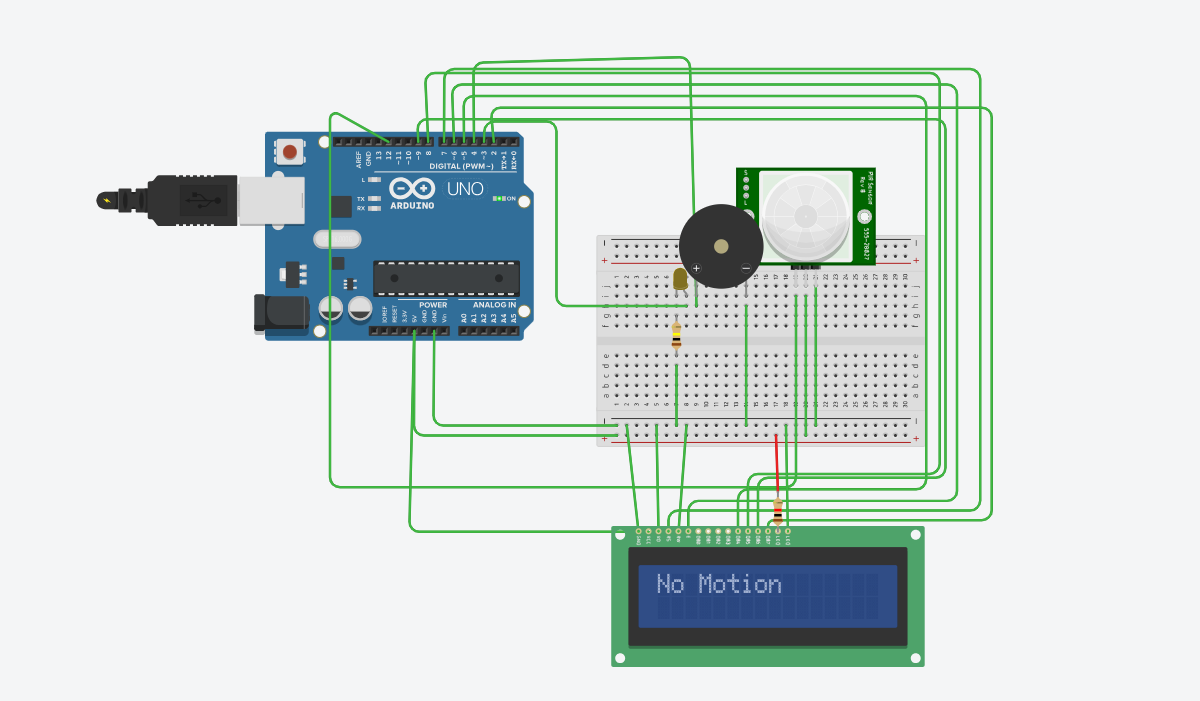 AREF
GND
13
12
~11
~10
~9
8
7
~6
~5
4
~3
2
TX→1
RX←0
DIGITAL (PWM ~)
L
TX
RX
ARDUINO
UNO
ON
POWER
ANALOG IN
IOREF
RESET
3.3V
5V
GND
GND
Vin
A0
A1
A2
A3
A4
A5
PIR Sensor
Rev B
555-28027
No Motion